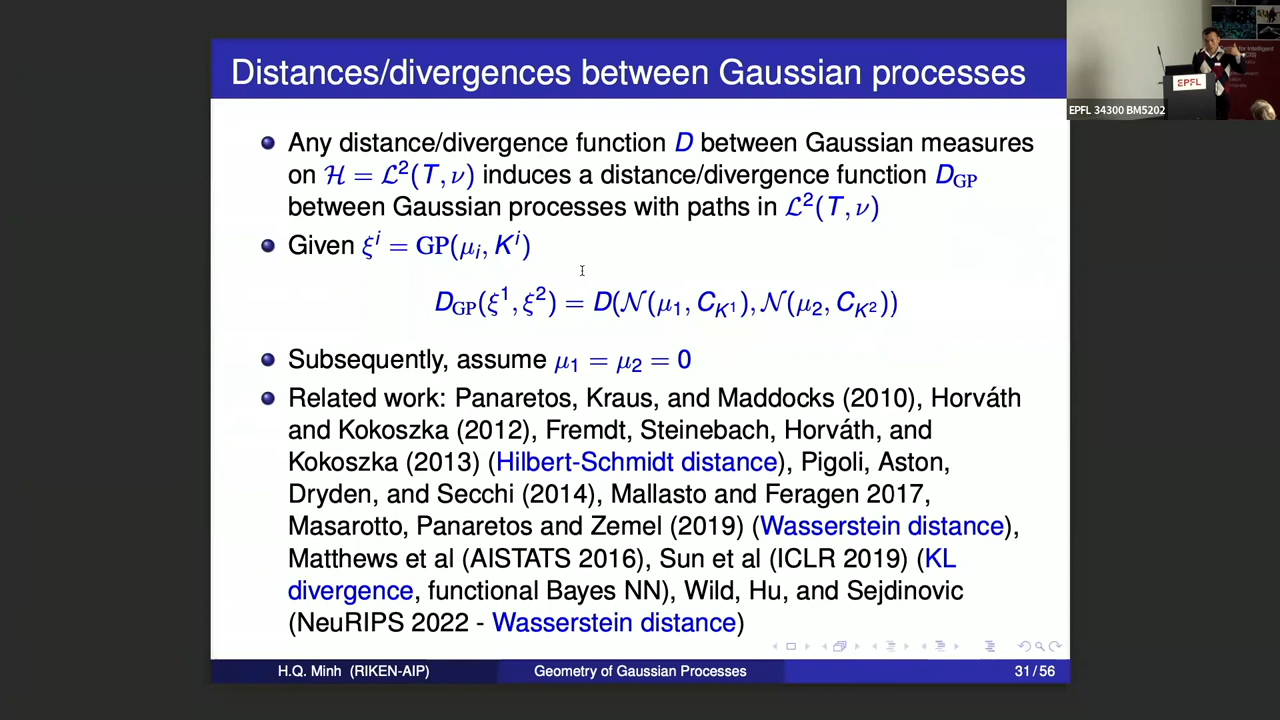 Distances/divergences between Gaussian processes
Any distance/divergence function D between Gaussian measures
on ℋ = ℒ²(T, ν) induces a distance/divergence function D_GP
between Gaussian processes with paths in ℒ²(T, ν)
Given ξⁱ = GP(μᵢ, Kⁱ)
D_GP(ξ¹, ξ²) = D(𝒩(μ₁, C_K¹), 𝒩(μ₂, C_K²))
Subsequently, assume μ₁ = μ₂ = 0
Related work: Panaretos, Kraus, and Maddocks (2010), Horváth
and Kokoszka (2012), Fremdt, Steinebach, Horváth, and
Kokoszka (2013) (Hilbert-Schmidt distance), Pigoli, Aston,
Dryden, and Secchi (2014), Mallasto and Feragen 2017,
Masarotto, Panaretos and Zemel (2019) (Wasserstein distance),
Matthews et al (AISTATS 2016), Sun et al (ICLR 2019) (KL
divergence, functional Bayes NN), Wild, Hu, and Sejdinovic
(NeuRIPS 2022 - Wasserstein distance)
H.Q. Minh (RIKEN-AIP) Geometry of Gaussian Processes 31 / 56
EPFL
EPFL 34300 BM5202